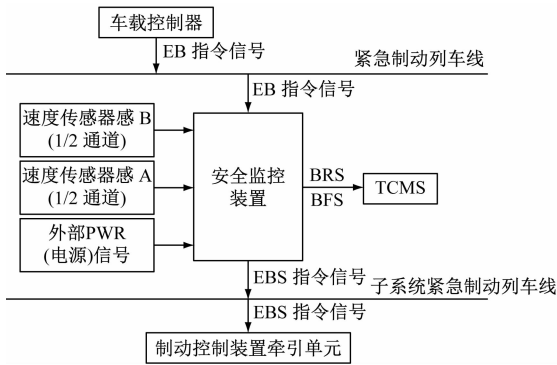 车载控制器
EB 指令信号
紧急制动列车线
EB 指令信号
速度传感器感 B
(1/2 通道)
速度传感器感 A
(1/2 通道)
外部PWR
(电源)信号
安全监控
装置
BRS
BFS
TCMS
EBS 指令信号
子系统紧急制动列车线
EBS 指令信号
制动控制装置牵引单元